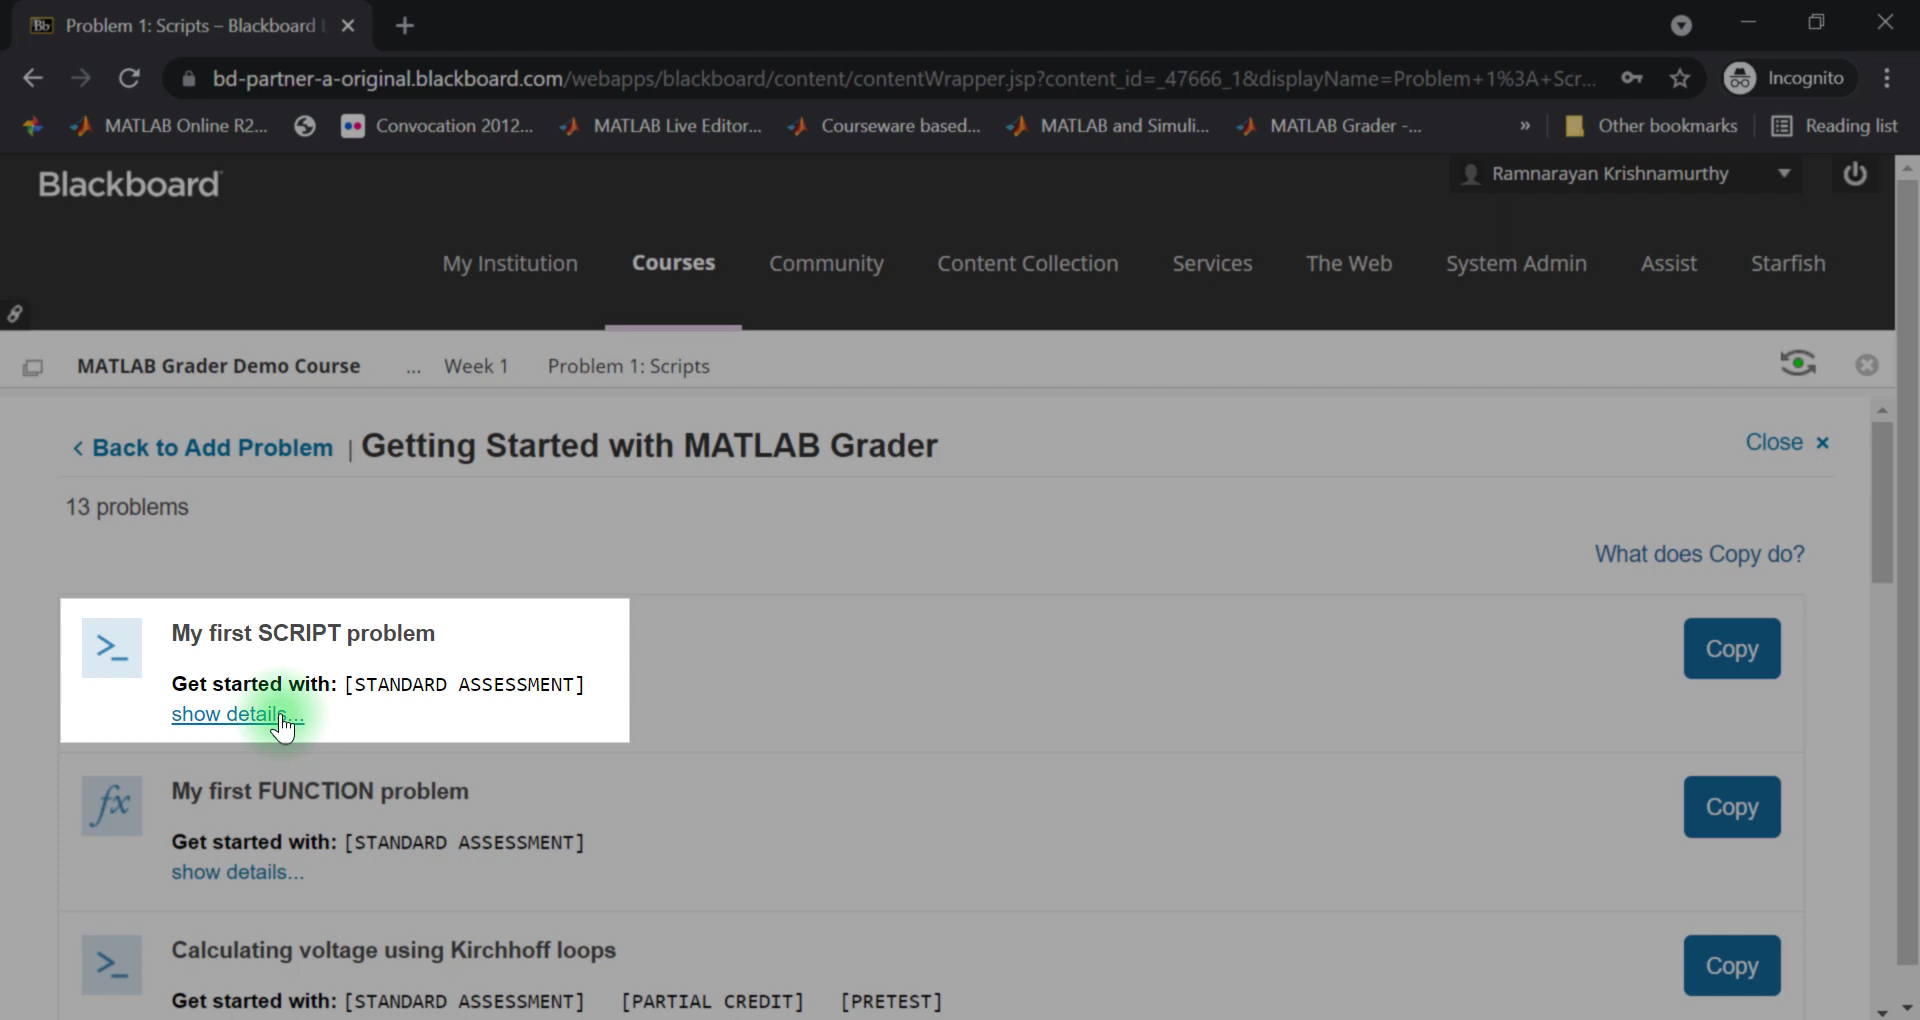 Bb Problem 1: Scripts – Blackboard
bd-partner-a-original.blackboard.com/webapps/blackboard/content/contentWrapper.jsp?content_id=_47666_1&displayName=Problem+1%3A+Scr...
Incognito
MATLAB Online R2...
Convocation 2012...
MATLAB Live Editor...
Courseware based...
MATLAB and Simuli...
MATLAB Grader -...
»
Other bookmarks
Reading list
Blackboard
Ramnarayan Krishnamurthy
My Institution
Courses
Community
Content Collection
Services
The Web
System Admin
Assist
Starfish
MATLAB Grader Demo Course
...
Week 1
Problem 1: Scripts
< Back to Add Problem | Getting Started with MATLAB Grader
Close ×
13 problems
What does Copy do?
>_
My first SCRIPT problem
Copy
Get started with: [STANDARD ASSESSMENT]
show details...
fx
My first FUNCTION problem
Copy
Get started with: [STANDARD ASSESSMENT]
show details...
>_
Calculating voltage using Kirchhoff loops
Copy
Get started with: [STANDARD ASSESSMENT] [PARTIAL CREDIT] [PRETEST]